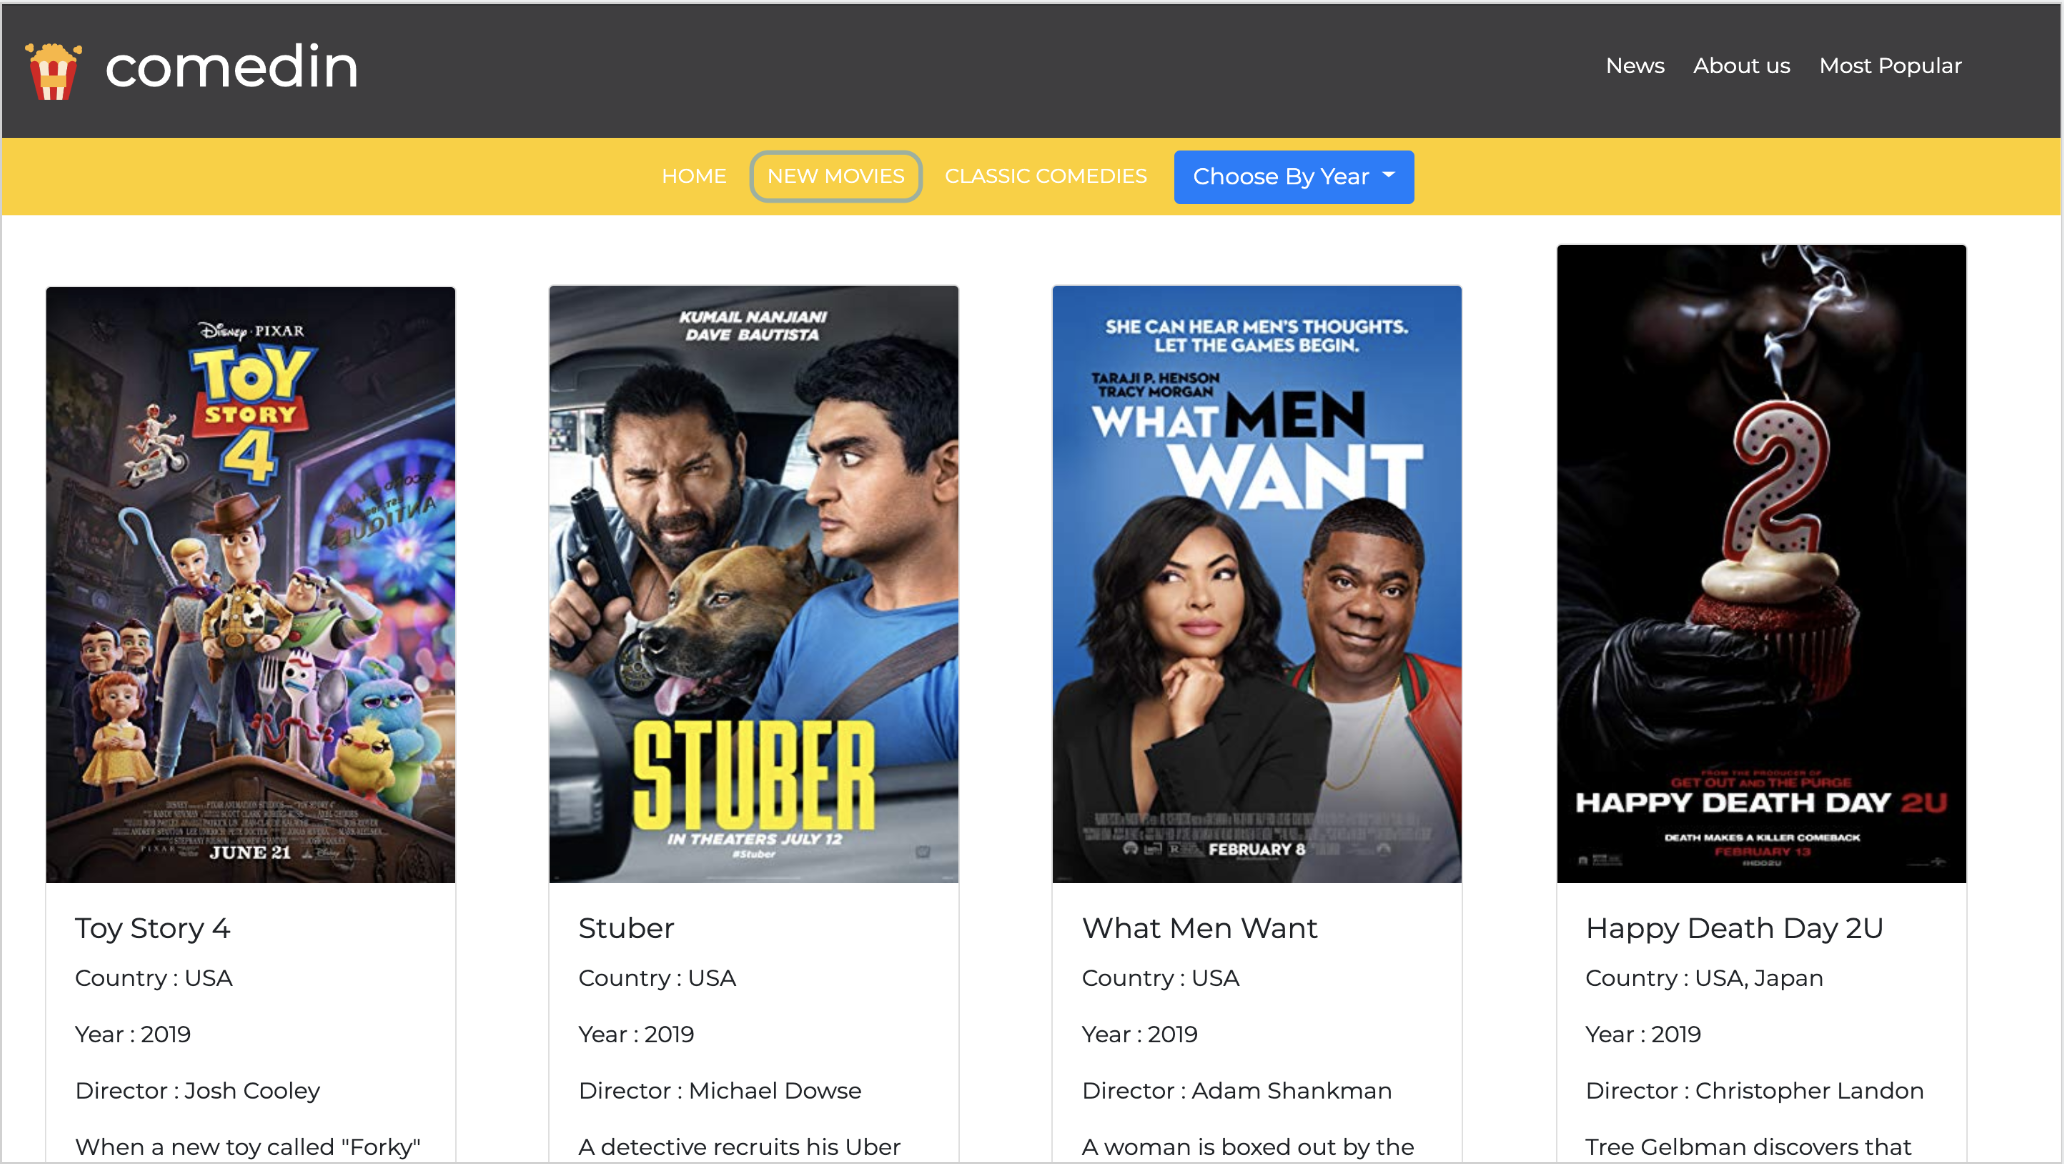 comedin
News About us Most Popular
HOME NEW MOVIES CLASSIC COMEDIES Choose By Year
Disney · PIXAR
TOY
STORY
4
ANTIQUES
JUNE 21
Toy Story 4
Country : USA
Year : 2019
Director : Josh Cooley
When a new toy called "Forky"
KUMAIL NANJIANI
DAVE BAUTISTA
STUBER
IN THEATERS JULY 12
#Stuber
Stuber
Country : USA
Year : 2019
Director : Michael Dowse
A detective recruits his Uber
SHE CAN HEAR MEN'S THOUGHTS.
LET THE GAMES BEGIN.
TARAJI P. HENSON
TRACY MORGAN
WHAT MEN
WANT
R
FEBRUARY 8
What Men Want
Country : USA
Year : 2019
Director : Adam Shankman
A woman is boxed out by the
2
FROM THE PRODUCER OF
GET OUT AND THE PURGE
HAPPY DEATH DAY 2U
DEATH MAKES A KILLER COMEBACK
FEBRUARY 13
#HDD2U
Happy Death Day 2U
Country : USA, Japan
Year : 2019
Director : Christopher Landon
Tree Gelbman discovers that